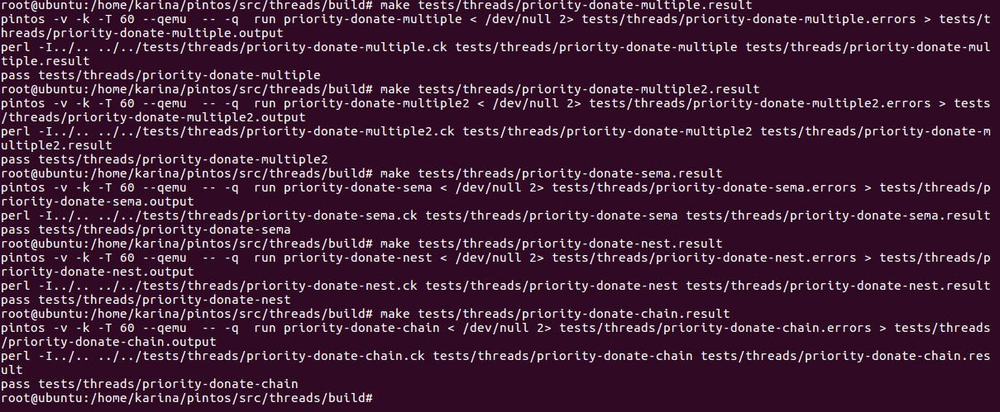 root@ubuntu:/home/karina/pintos/src/threads/build# make tests/threads/priority-donate-multiple.result
pintos -v -k -T 60 --qemu  -- -q  run priority-donate-multiple < /dev/null 2> tests/threads/priority-donate-multiple.errors > tests/t
hreads/priority-donate-multiple.output
perl -I../.. ../../tests/threads/priority-donate-multiple.ck tests/threads/priority-donate-multiple tests/threads/priority-donate-mul
tiple.result
pass tests/threads/priority-donate-multiple
root@ubuntu:/home/karina/pintos/src/threads/build# make tests/threads/priority-donate-multiple2.result
pintos -v -k -T 60 --qemu  -- -q  run priority-donate-multiple2 < /dev/null 2> tests/threads/priority-donate-multiple2.errors > tests
/threads/priority-donate-multiple2.output
perl -I../.. ../../tests/threads/priority-donate-multiple2.ck tests/threads/priority-donate-multiple2 tests/threads/priority-donate-m
ultiple2.result
pass tests/threads/priority-donate-multiple2
root@ubuntu:/home/karina/pintos/src/threads/build# make tests/threads/priority-donate-sema.result
pintos -v -k -T 60 --qemu  -- -q  run priority-donate-sema < /dev/null 2> tests/threads/priority-donate-sema.errors > tests/threads/p
riority-donate-sema.output
perl -I../.. ../../tests/threads/priority-donate-sema.ck tests/threads/priority-donate-sema tests/threads/priority-donate-sema.result
pass tests/threads/priority-donate-sema
root@ubuntu:/home/karina/pintos/src/threads/build# make tests/threads/priority-donate-nest.result
pintos -v -k -T 60 --qemu  -- -q  run priority-donate-nest < /dev/null 2> tests/threads/priority-donate-nest.errors > tests/threads/p
riority-donate-nest.output
perl -I../.. ../../tests/threads/priority-donate-nest.ck tests/threads/priority-donate-nest tests/threads/priority-donate-nest.result
pass tests/threads/priority-donate-nest
root@ubuntu:/home/karina/pintos/src/threads/build# make tests/threads/priority-donate-chain.result
pintos -v -k -T 60 --qemu  -- -q  run priority-donate-chain < /dev/null 2> tests/threads/priority-donate-chain.errors > tests/threads
/priority-donate-chain.output
perl -I../.. ../../tests/threads/priority-donate-chain.ck tests/threads/priority-donate-chain tests/threads/priority-donate-chain.res
ult
pass tests/threads/priority-donate-chain
root@ubuntu:/home/karina/pintos/src/threads/build#